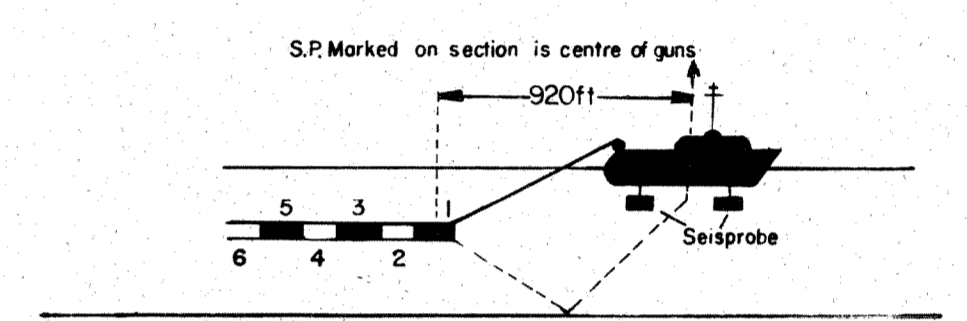 S.P. Marked on section is centre of guns
920ft
5 3 1
6 4 2
Seisprobe